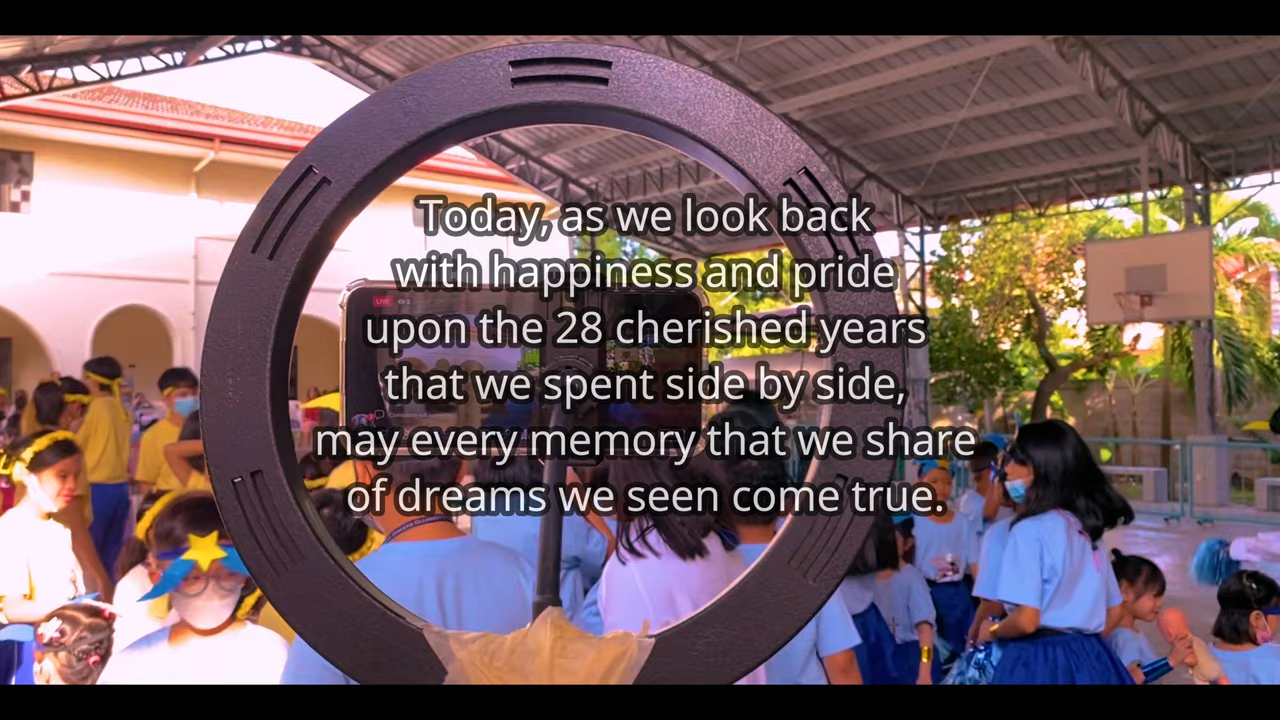 Today, as we look back
with happiness and pride
upon the 28 cherished years
that we spent side by side,
may every memory that we share
of dreams we seen come true.
LIVE